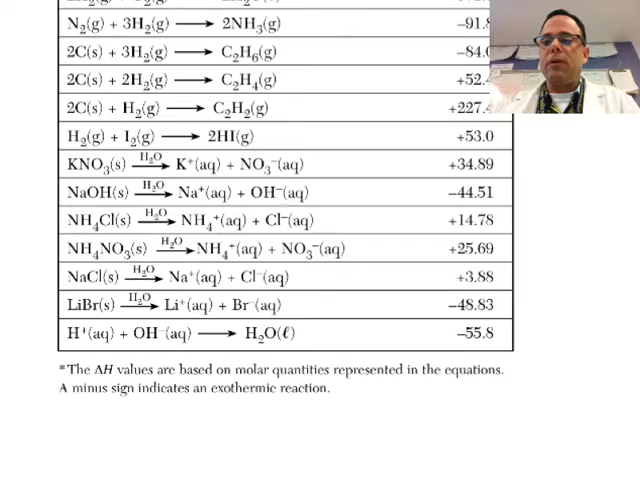 N₂(g) + 3H₂(g) ⟶ 2NH₃(g) –91.8
2C(s) + 3H₂(g) ⟶ C₂H₆(g) –84.0
2C(s) + 2H₂(g) ⟶ C₂H₄(g) +52.4
2C(s) + H₂(g) ⟶ C₂H₂(g) +227.4
H₂(g) + I₂(g) ⟶ 2HI(g) +53.0
KNO₃(s) H₂O⟶ K⁺(aq) + NO₃⁻(aq) +34.89
NaOH(s) H₂O⟶ Na⁺(aq) + OH⁻(aq) –44.51
NH₄Cl(s) H₂O⟶ NH₄⁺(aq) + Cl⁻(aq) +14.78
NH₄NO₃(s) H₂O⟶ NH₄⁺(aq) + NO₃⁻(aq) +25.69
NaCl(s) H₂O⟶ Na⁺(aq) + Cl⁻(aq) +3.88
LiBr(s) H₂O⟶ Li⁺(aq) + Br⁻(aq) –48.83
H⁺(aq) + OH⁻(aq) ⟶ H₂O(ℓ) –55.8
*The ΔH values are based on molar quantities represented in the equations.
A minus sign indicates an exothermic reaction.